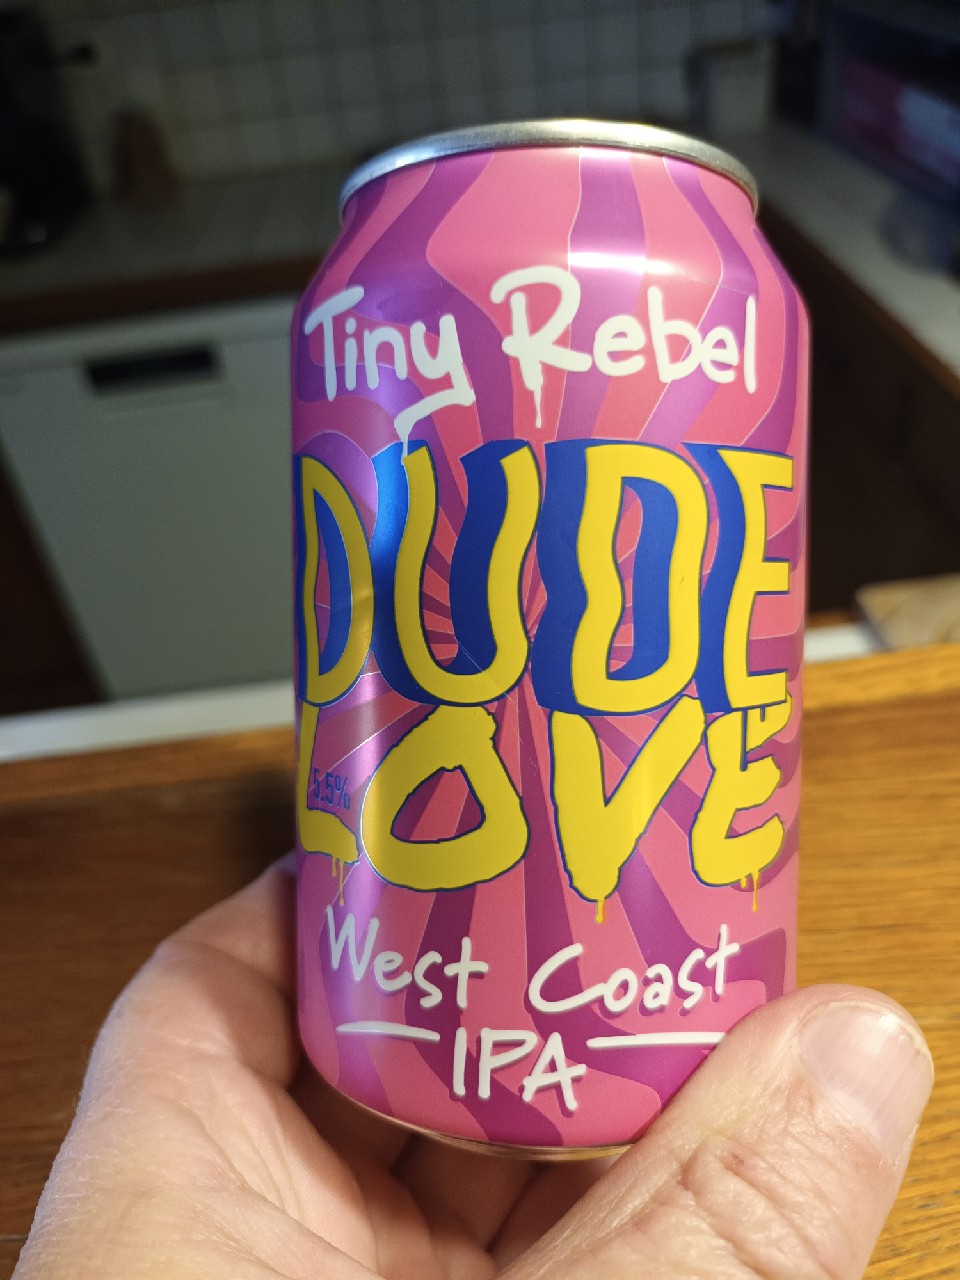 Tiny Rebel
DUDE
LOVE
5.5%
West Coast
IPA